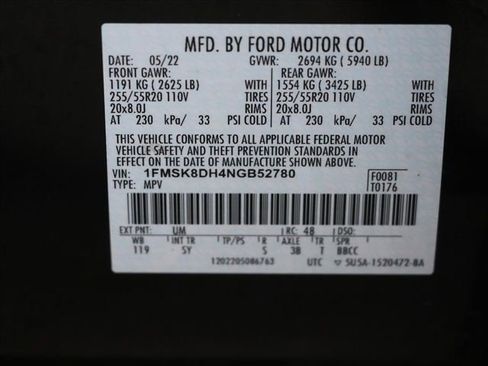 MFD. BY FORD MOTOR CO.
DATE: 05/22 GVWR: 2694 KG ( 5940 LB)
FRONT GAWR: REAR GAWR:
1191 KG ( 2625 LB) WITH 1554 KG ( 3425 LB) WITH
255/55R20 110V TIRES 255/55R20 110V TIRES
20x8.0J RIMS 20x8.0J RIMS
AT 230 kPa/ 33 PSI COLD AT 230 kPa/ 33 PSI COLD
THIS VEHICLE CONFORMS TO ALL APPLICABLE FEDERAL MOTOR
VEHICLE SAFETY AND THEFT PREVENTION STANDARDS IN
EFFECT ON THE DATE OF MANUFACTURE SHOWN ABOVE.
VIN: 1FMSK8DH4NGB52780 F0081
TYPE: MPV T0176
EXT PNT: UM RC: 48 DSO:
WB INT TR TP/PS R AXLE TR SPR
119 5Y S 3B T BBCC
1202205086763 UTC 5U5A-1520472-BA